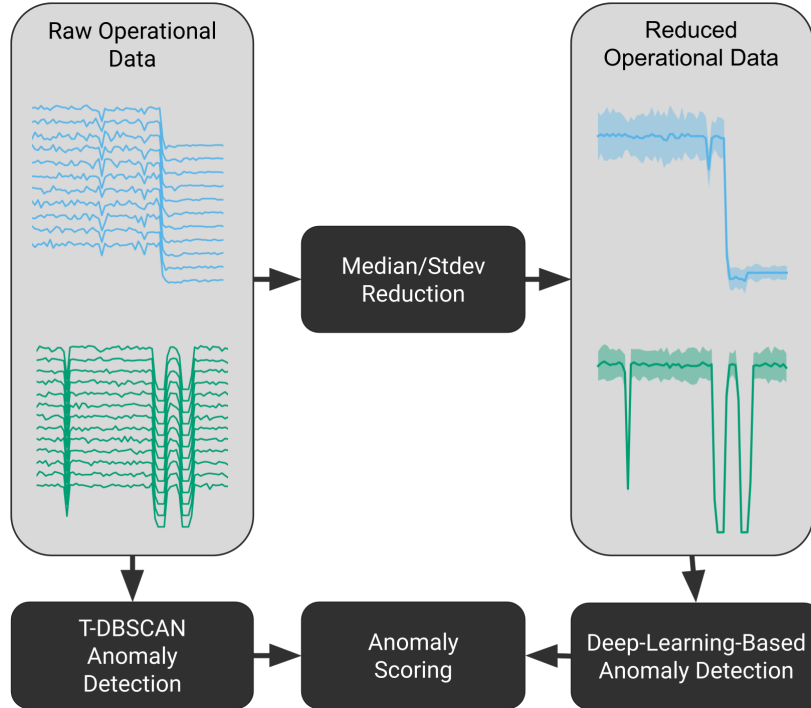 Raw Operational
Data
Reduced
Operational Data
Median/Stdev
Reduction
T-DBSCAN
Anomaly
Detection
Anomaly
Scoring
Deep-Learning-Based
Anomaly Detection